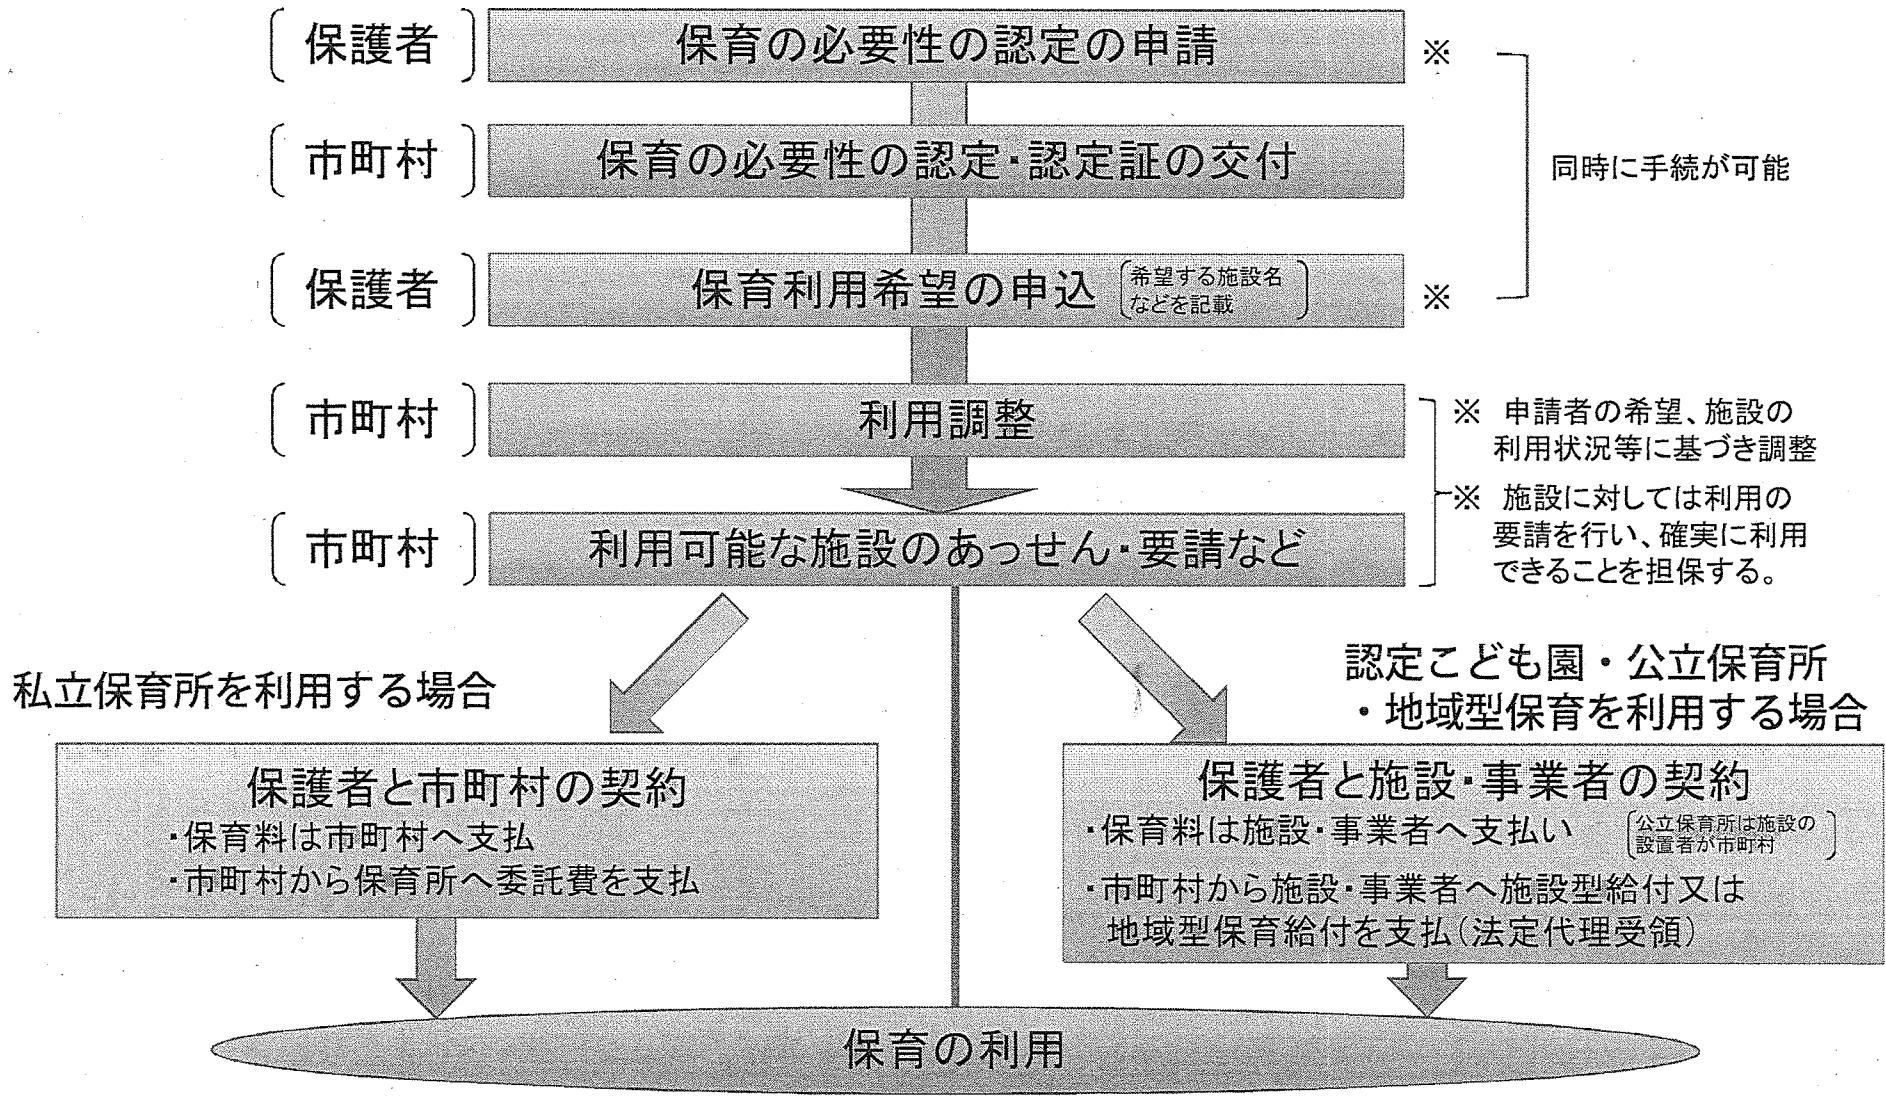 〔保護者〕 保育の必要性の認定の申請 ※
〔市町村〕 保育の必要性の認定・認定証の交付
同時に手続が可能
〔保護者〕 保育利用希望の申込 〔希望する施設名
などを記載〕 ※
〔市町村〕 利用調整
※ 申請者の希望、施設の
利用状況等に基づき調整
※ 施設に対しては利用の
要請を行い、確実に利用
できることを担保する。
〔市町村〕 利用可能な施設のあっせん・要請など
私立保育所を利用する場合
保護者と市町村の契約
・保育料は市町村へ支払
・市町村から保育所へ委託費を支払
認定こども園・公立保育所
・地域型保育を利用する場合
保護者と施設・事業者の契約
・保育料は施設・事業者へ支払い 〔公立保育所は施設の
設置者が市町村〕
・市町村から施設・事業者へ施設型給付又は
地域型保育給付を支払(法定代理受領)
保育の利用